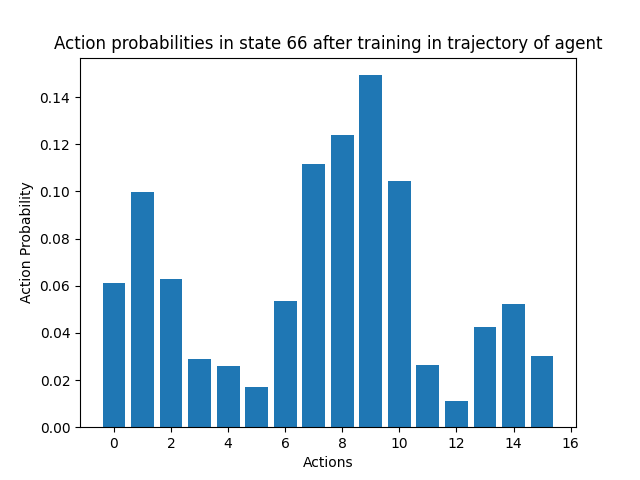 Action probabilities in state 66 after training in trajectory of agent
Action Probability
0.14
0.12
0.10
0.08
0.06
0.04
0.02
0.00
0 2 4 6 8 10 12 14 16
Actions